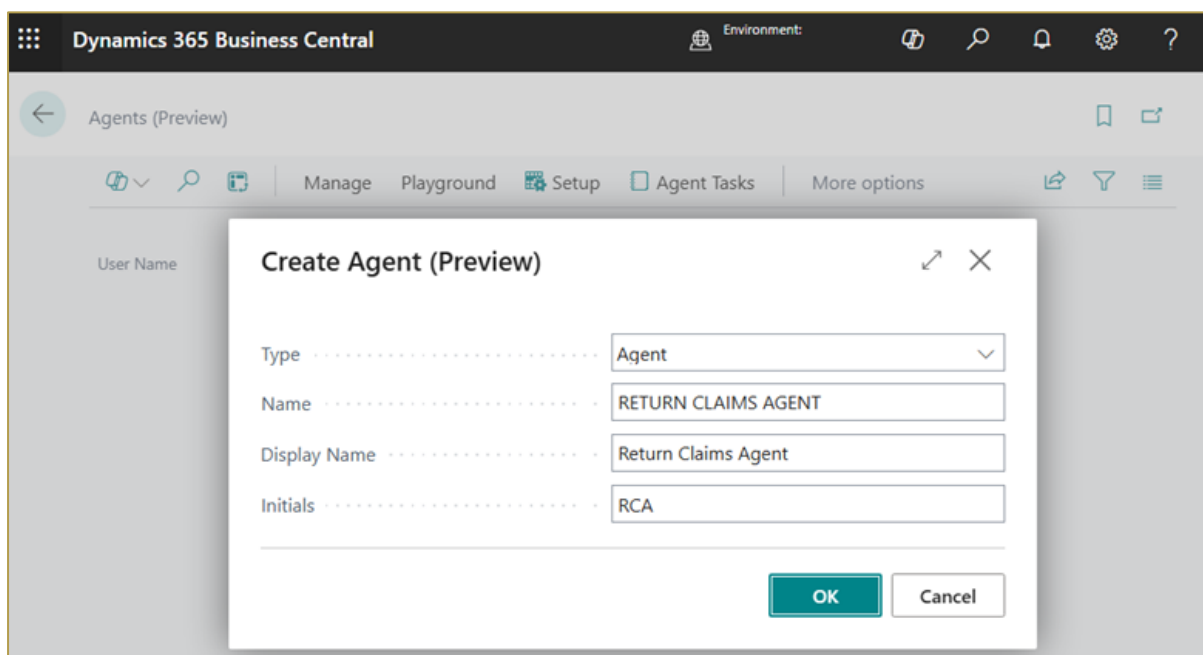 Dynamics 365 Business Central
Environment:
?
Agents (Preview)
Manage Playground Setup Agent Tasks More options
User Name
Create Agent (Preview)
Type Agent
Name RETURN CLAIMS AGENT
Display Name Return Claims Agent
Initials RCA
OK Cancel